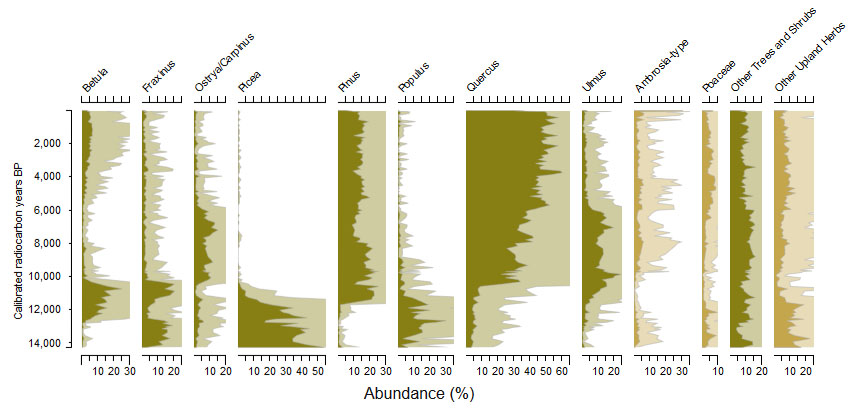 Betula
Fraxinus
Ostrya/Carpinus
Picea
Pinus
Populus
Quercus
Ulmus
Ambrosia-type
Poaceae
Other Trees and Shrubs
Other Upland Herbs
Calibrated radiocarbon years BP
2,000
4,000
6,000
8,000
10,000
12,000
14,000
10 20 30
10 20
10 20
10 20 30 40 50
10 20 30
10 20 30
10 20 30 40 50 60
10 20
10 20 30
10
10 20
10 20
Abundance (%)